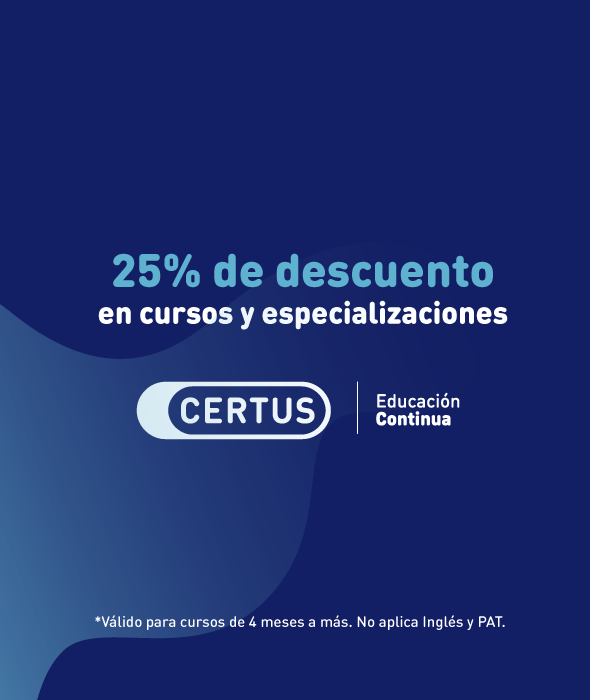 25% de descuento
en cursos y especializaciones
CERTUS
Educación
Continua
*Válido para cursos de 4 meses a más. No aplica Inglés y PAT.